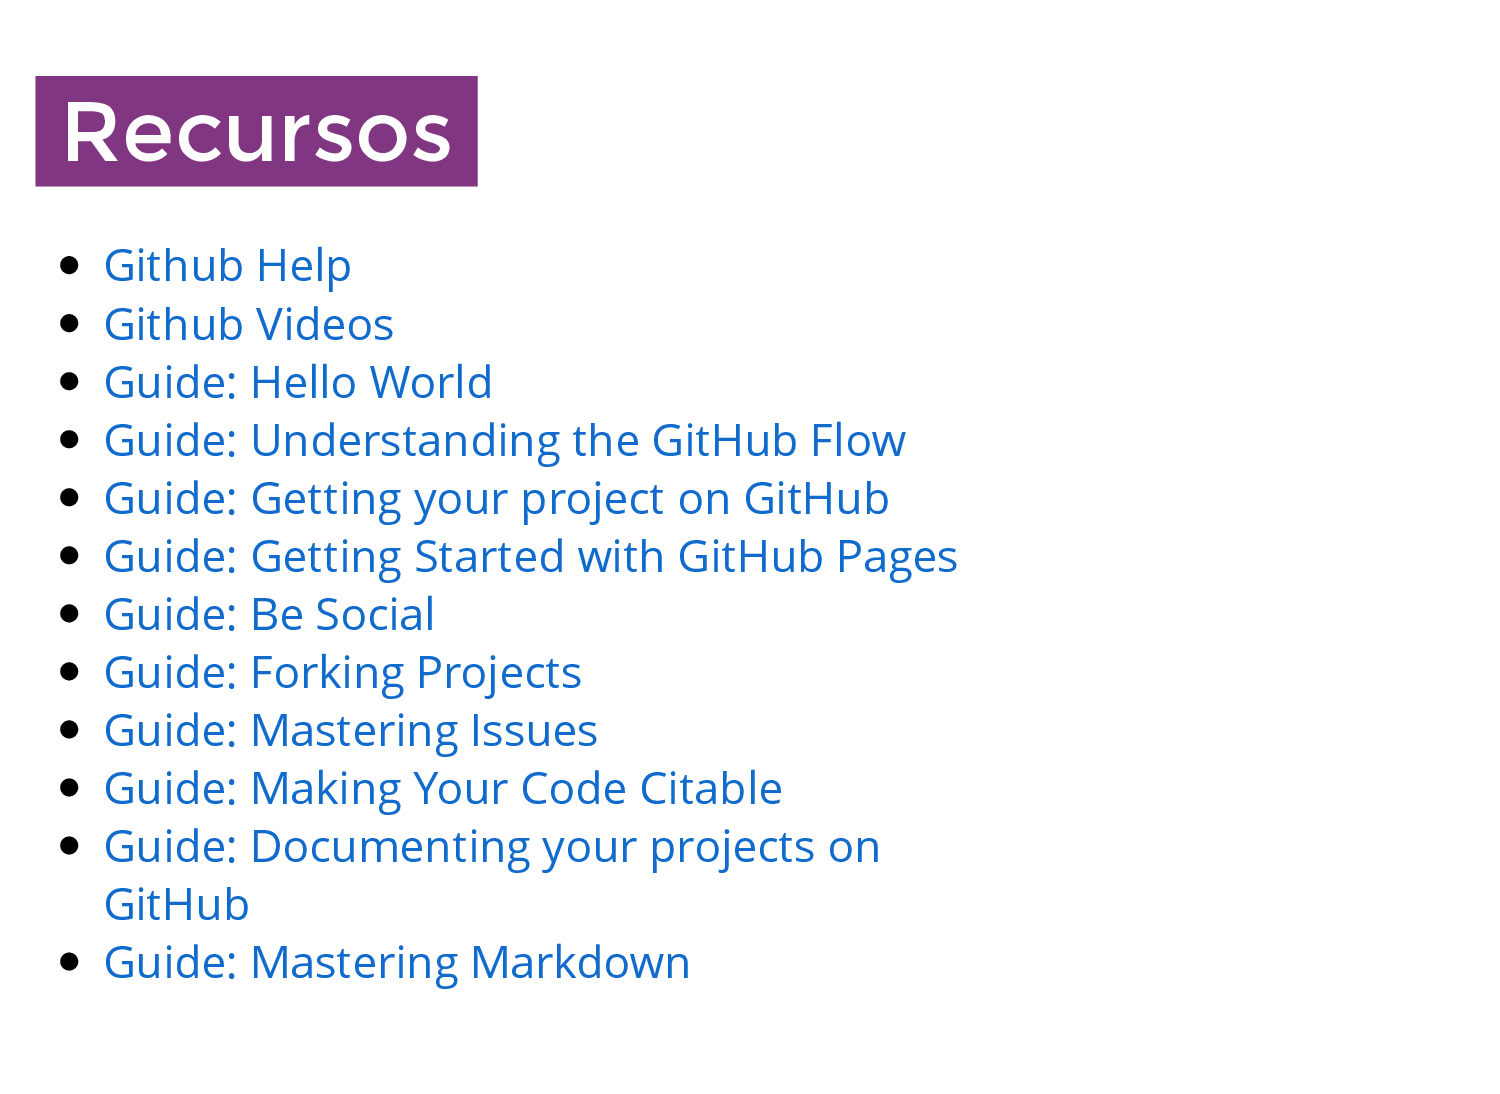 Recursos
Github Help
Github Videos
Guide: Hello World
Guide: Understanding the GitHub Flow
Guide: Getting your project on GitHub
Guide: Getting Started with GitHub Pages
Guide: Be Social
Guide: Forking Projects
Guide: Mastering Issues
Guide: Making Your Code Citable
Guide: Documenting your projects on
GitHub
Guide: Mastering Markdown